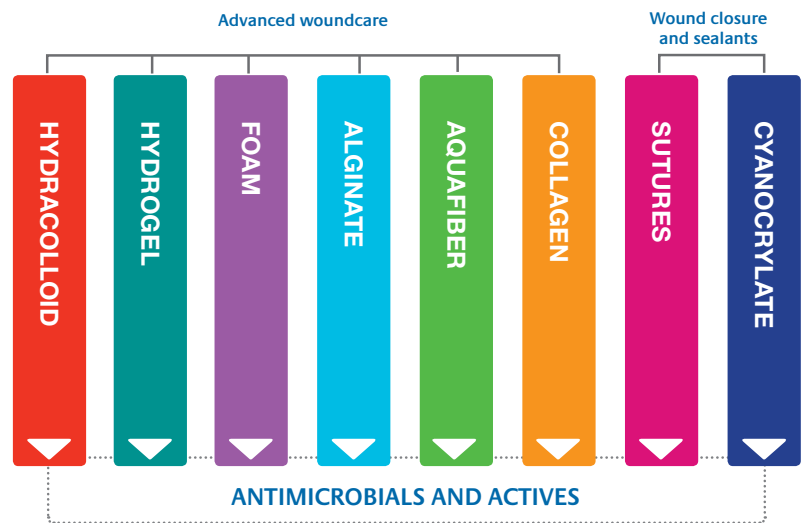 Advanced woundcare
Wound closure
and sealants
HYDRACOLLOID
HYDROGEL
FOAM
ALGINATE
AQUAFIBER
COLLAGEN
SUTURES
CYANOCRYLATE
ANTIMICROBIALS AND ACTIVES